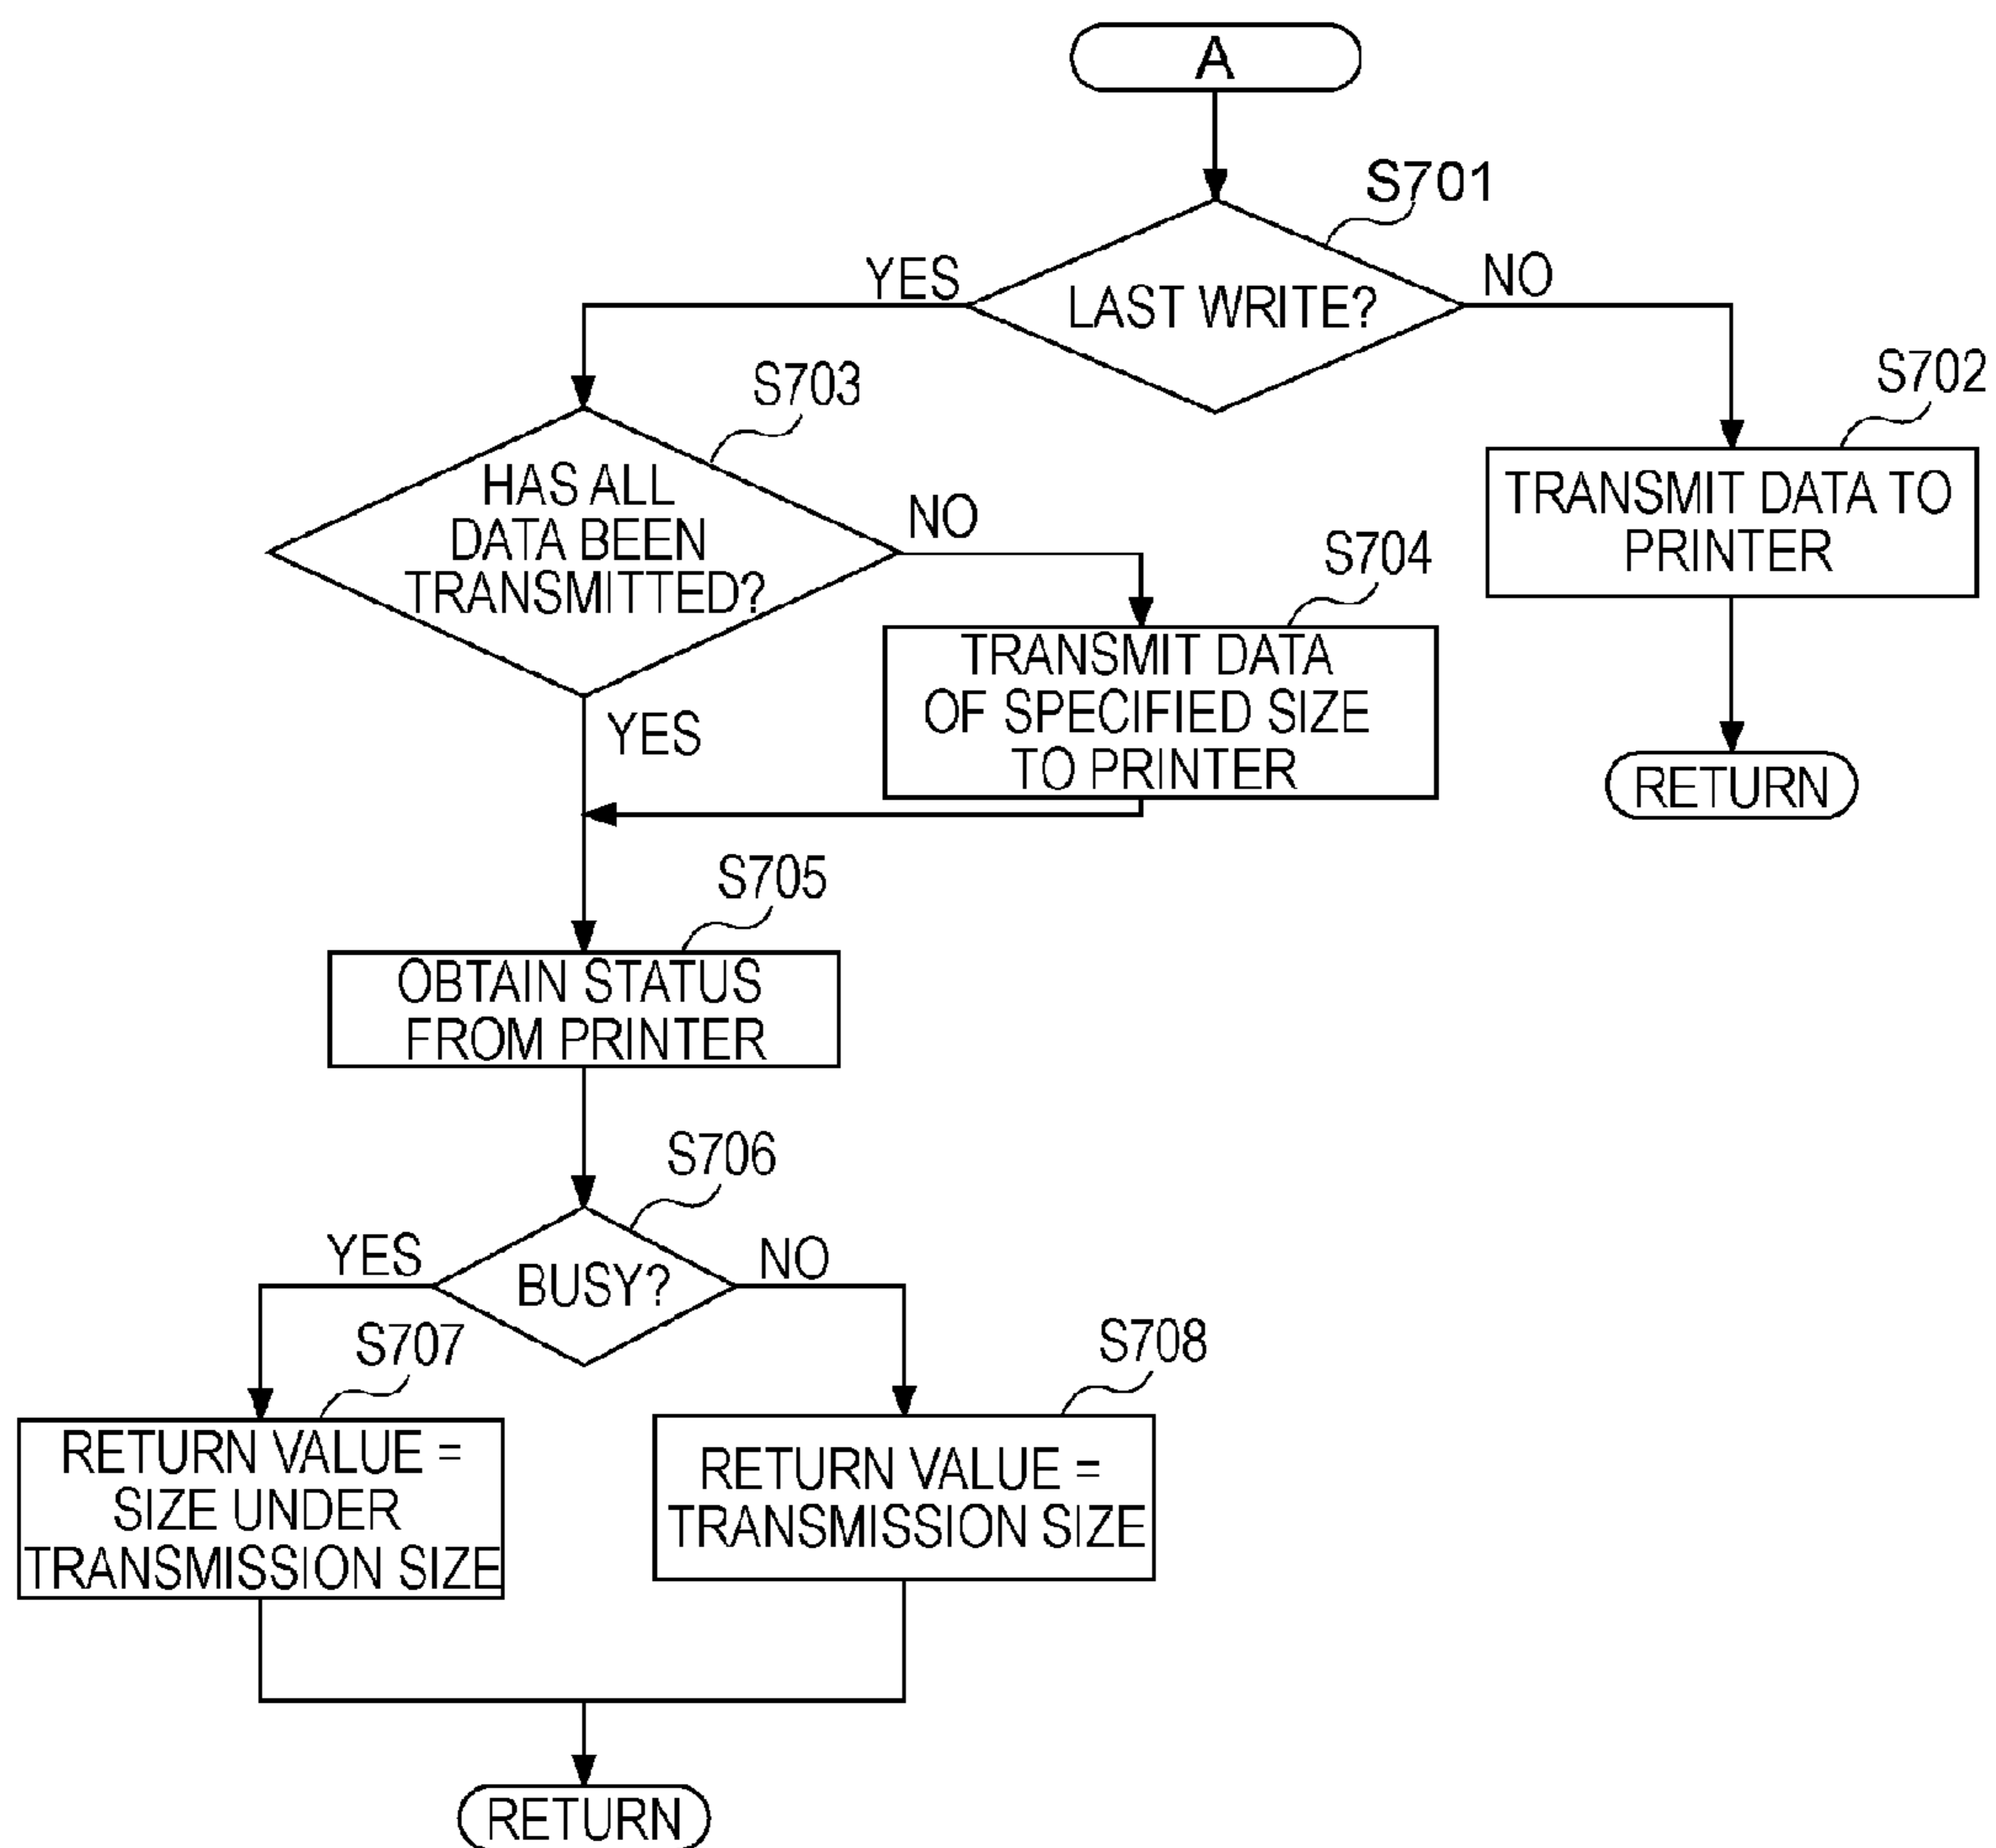 A
S701
YES
LAST WRITE?
NO
S703
S702
HAS ALL
DATA BEEN
TRANSMITTED?
NO
TRANSMIT DATA TO
PRINTER
S704
YES
TRANSMIT DATA
OF SPECIFIED SIZE
TO PRINTER
RETURN
S705
OBTAIN STATUS
FROM PRINTER
S706
YES
BUSY?
NO
S707
S708
RETURN VALUE =
SIZE UNDER
TRANSMISSION SIZE
RETURN VALUE =
TRANSMISSION SIZE
RETURN